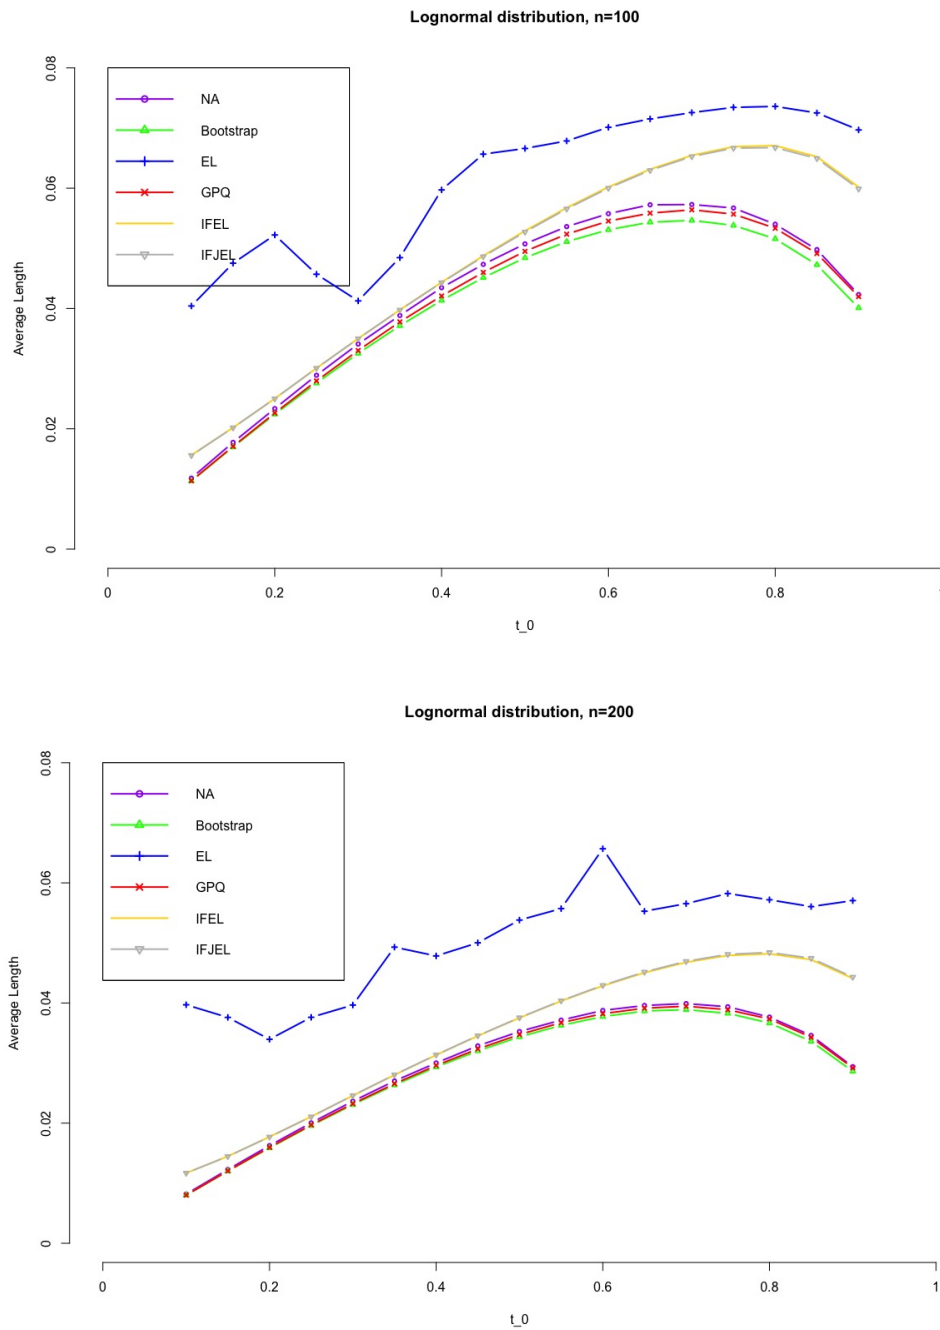 Lognormal distribution, n=100
0.08
NA
Bootstrap
EL
GPQ
IFEL
IFJEL
0.06
0.04
0.02
0
Average Length
0 0.2 0.4 0.6 0.8
t_0
Lognormal distribution, n=200
0.08
NA
Bootstrap
EL
GPQ
IFEL
IFJEL
0.06
0.04
0.02
0
Average Length
0 0.2 0.4 0.6 0.8 1
t_0